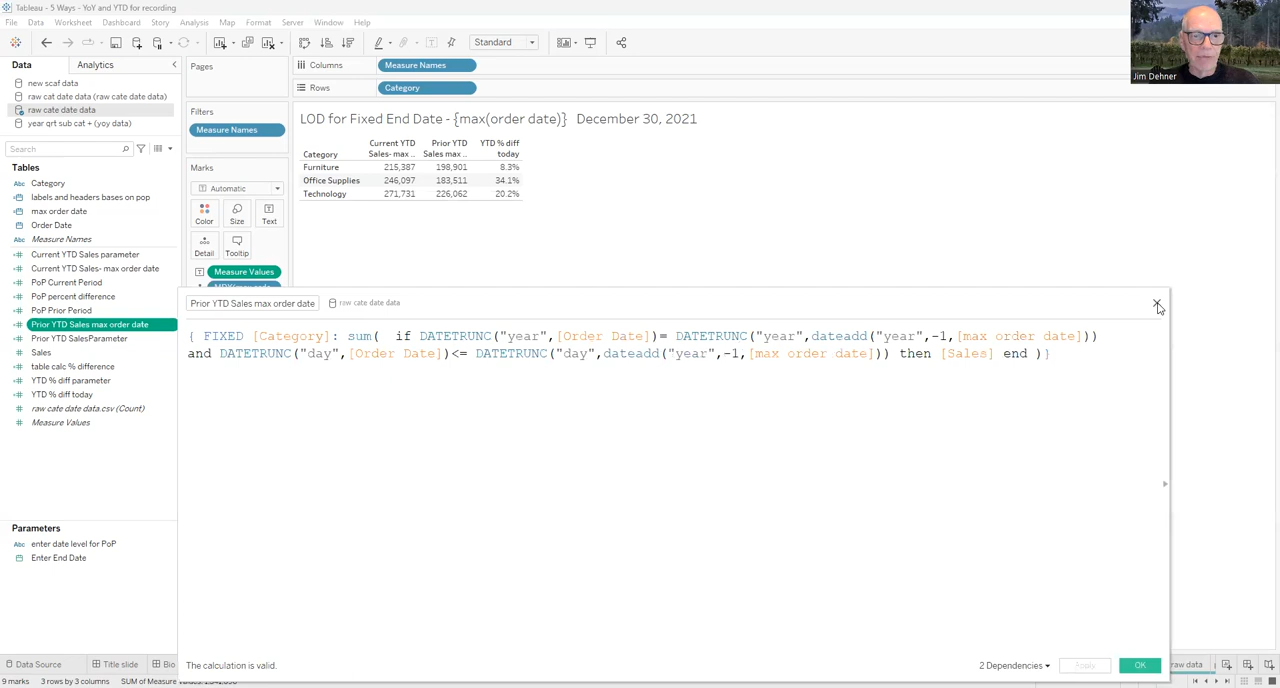 Tableau - 5 Ways - YoY and YTD for recording
File Data Worksheet Dashboard Story Analysis Map Format Server Window Help
Standard
Jim Dehner
Data Analytics
new scaf data
raw cat date data (raw cate date data)
raw cate date data
year qrt sub cat + (yoy data)
Search
Tables
Category
labels and headers bases on pop
max order date
Order Date
Measure Names
Current YTD Sales parameter
Current YTD Sales- max order date
PoP Current Period
PoP percent difference
PoP Prior Period
Prior YTD Sales max order date
Prior YTD SalesParameter
Sales
table calc % difference
YTD % diff parameter
YTD % diff today
raw cate date data.csv (Count)
Measure Values
Parameters
enter date level for PoP
Enter End Date
Pages
Filters
Measure Names
Marks
Automatic
Color Size Text
Detail Tooltip
Measure Values
Columns Measure Names
Rows Category
LOD for Fixed End Date - {max(order date)} December 30, 2021
Current YTD Prior YTD YTD % diff
Category Sales- max .. Sales max .. today
Furniture 215,387 198,901 8.3%
Office Supplies 246,097 183,511 34.1%
Technology 271,731 226,062 20.2%
Prior YTD Sales max order date raw cate date data
{ FIXED [Category]: sum( if DATETRUNC("year",[Order Date])= DATETRUNC("year",dateadd("year",-1,[max order date]))
and DATETRUNC("day",[Order Date])<= DATETRUNC("day",dateadd("year",-1,[max order date])) then [Sales] end )}
The calculation is valid. 2 Dependencies Apply OK
Data Source Title slide Bio raw data
9 marks 3 rows by 3 columns SUM of Measure